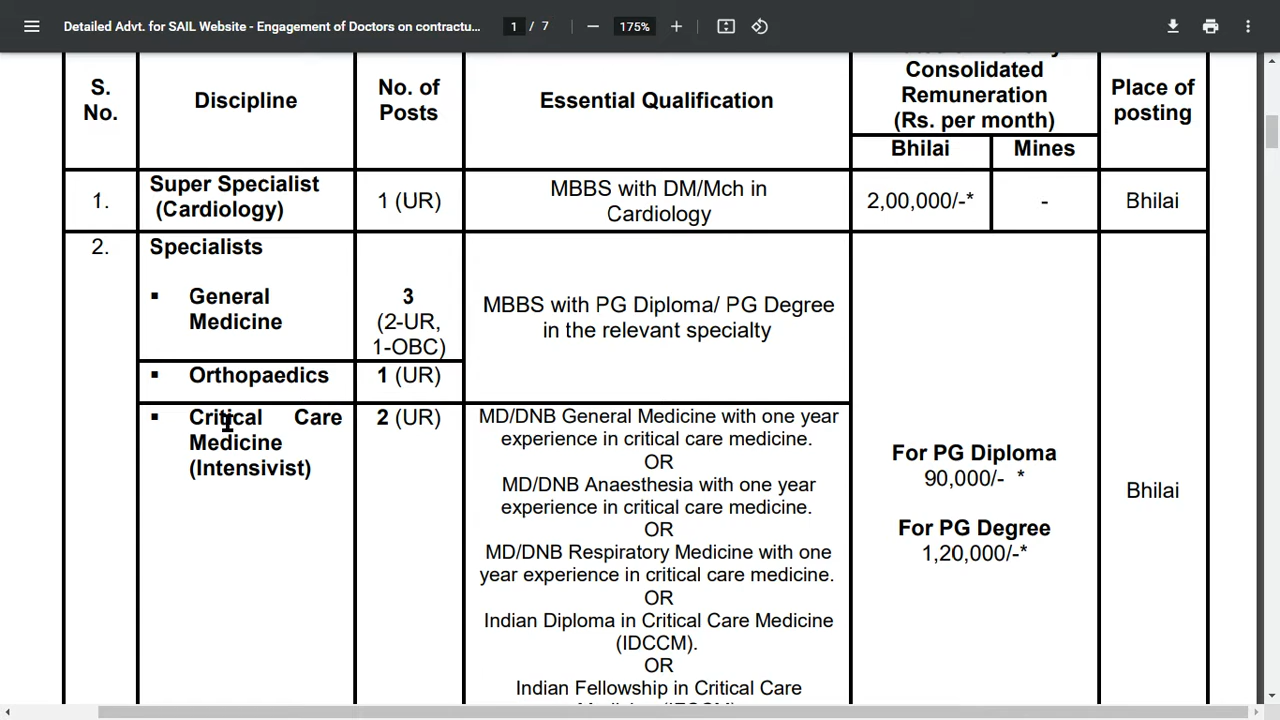 Detailed Advt. for SAIL Website - Engagement of Doctors on contractu...
1 / 7
175%
S. No.
Discipline
No. of Posts
Essential Qualification
Consolidated
Remuneration
(Rs. per month)
Place of posting
Bhilai
Mines
1.
Super Specialist
(Cardiology)
1 (UR)
MBBS with DM/Mch in
Cardiology
2,00,000/-*
-
Bhilai
2.
Specialists
▪ General
Medicine
3
(2-UR,
1-OBC)
MBBS with PG Diploma/ PG Degree
in the relevant specialty
▪ Orthopaedics
1 (UR)
▪ Critical Care
Medicine
(Intensivist)
2 (UR)
MD/DNB General Medicine with one year
experience in critical care medicine.
OR
MD/DNB Anaesthesia with one year
experience in critical care medicine.
OR
MD/DNB Respiratory Medicine with one
year experience in critical care medicine.
OR
Indian Diploma in Critical Care Medicine
(IDCCM).
OR
Indian Fellowship in Critical Care
For PG Diploma
90,000/- *
For PG Degree
1,20,000/-*
Bhilai